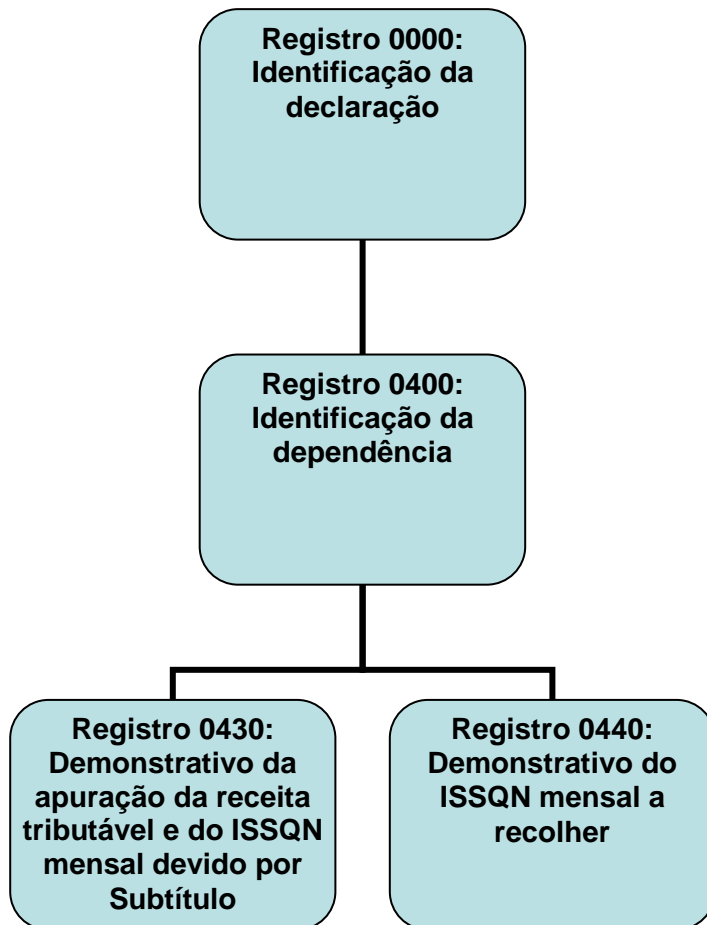 Registro 0000:
Identificação da
declaração
Registro 0400:
Identificação da
dependência
Registro 0430:
Demonstrativo da
apuração da receita
tributável e do ISSQN
mensal devido por
Subtítulo
Registro 0440:
Demonstrativo do
ISSQN mensal a
recolher